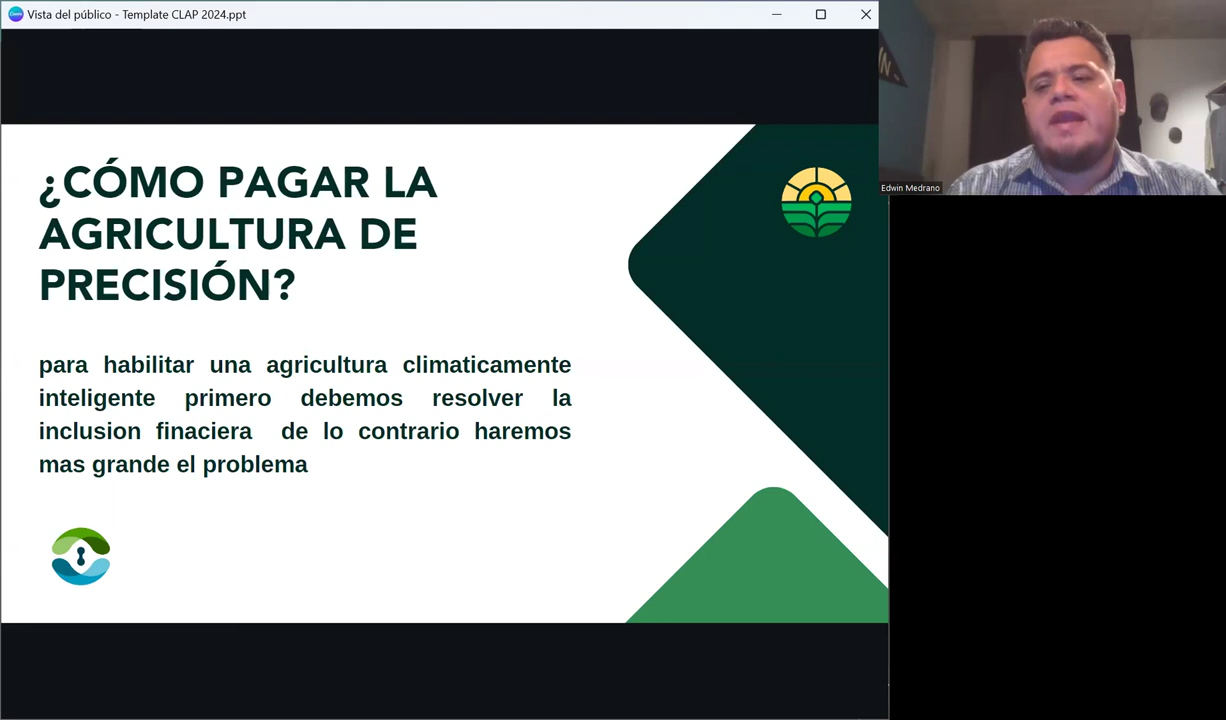 Vista del público - Template CLAP 2024.ppt
Edwin Medrano
¿CÓMO PAGAR LA
AGRICULTURA DE
PRECISIÓN?
para habilitar una agricultura climaticamente
inteligente primero debemos resolver la
inclusion finaciera de lo contrario haremos
mas grande el problema